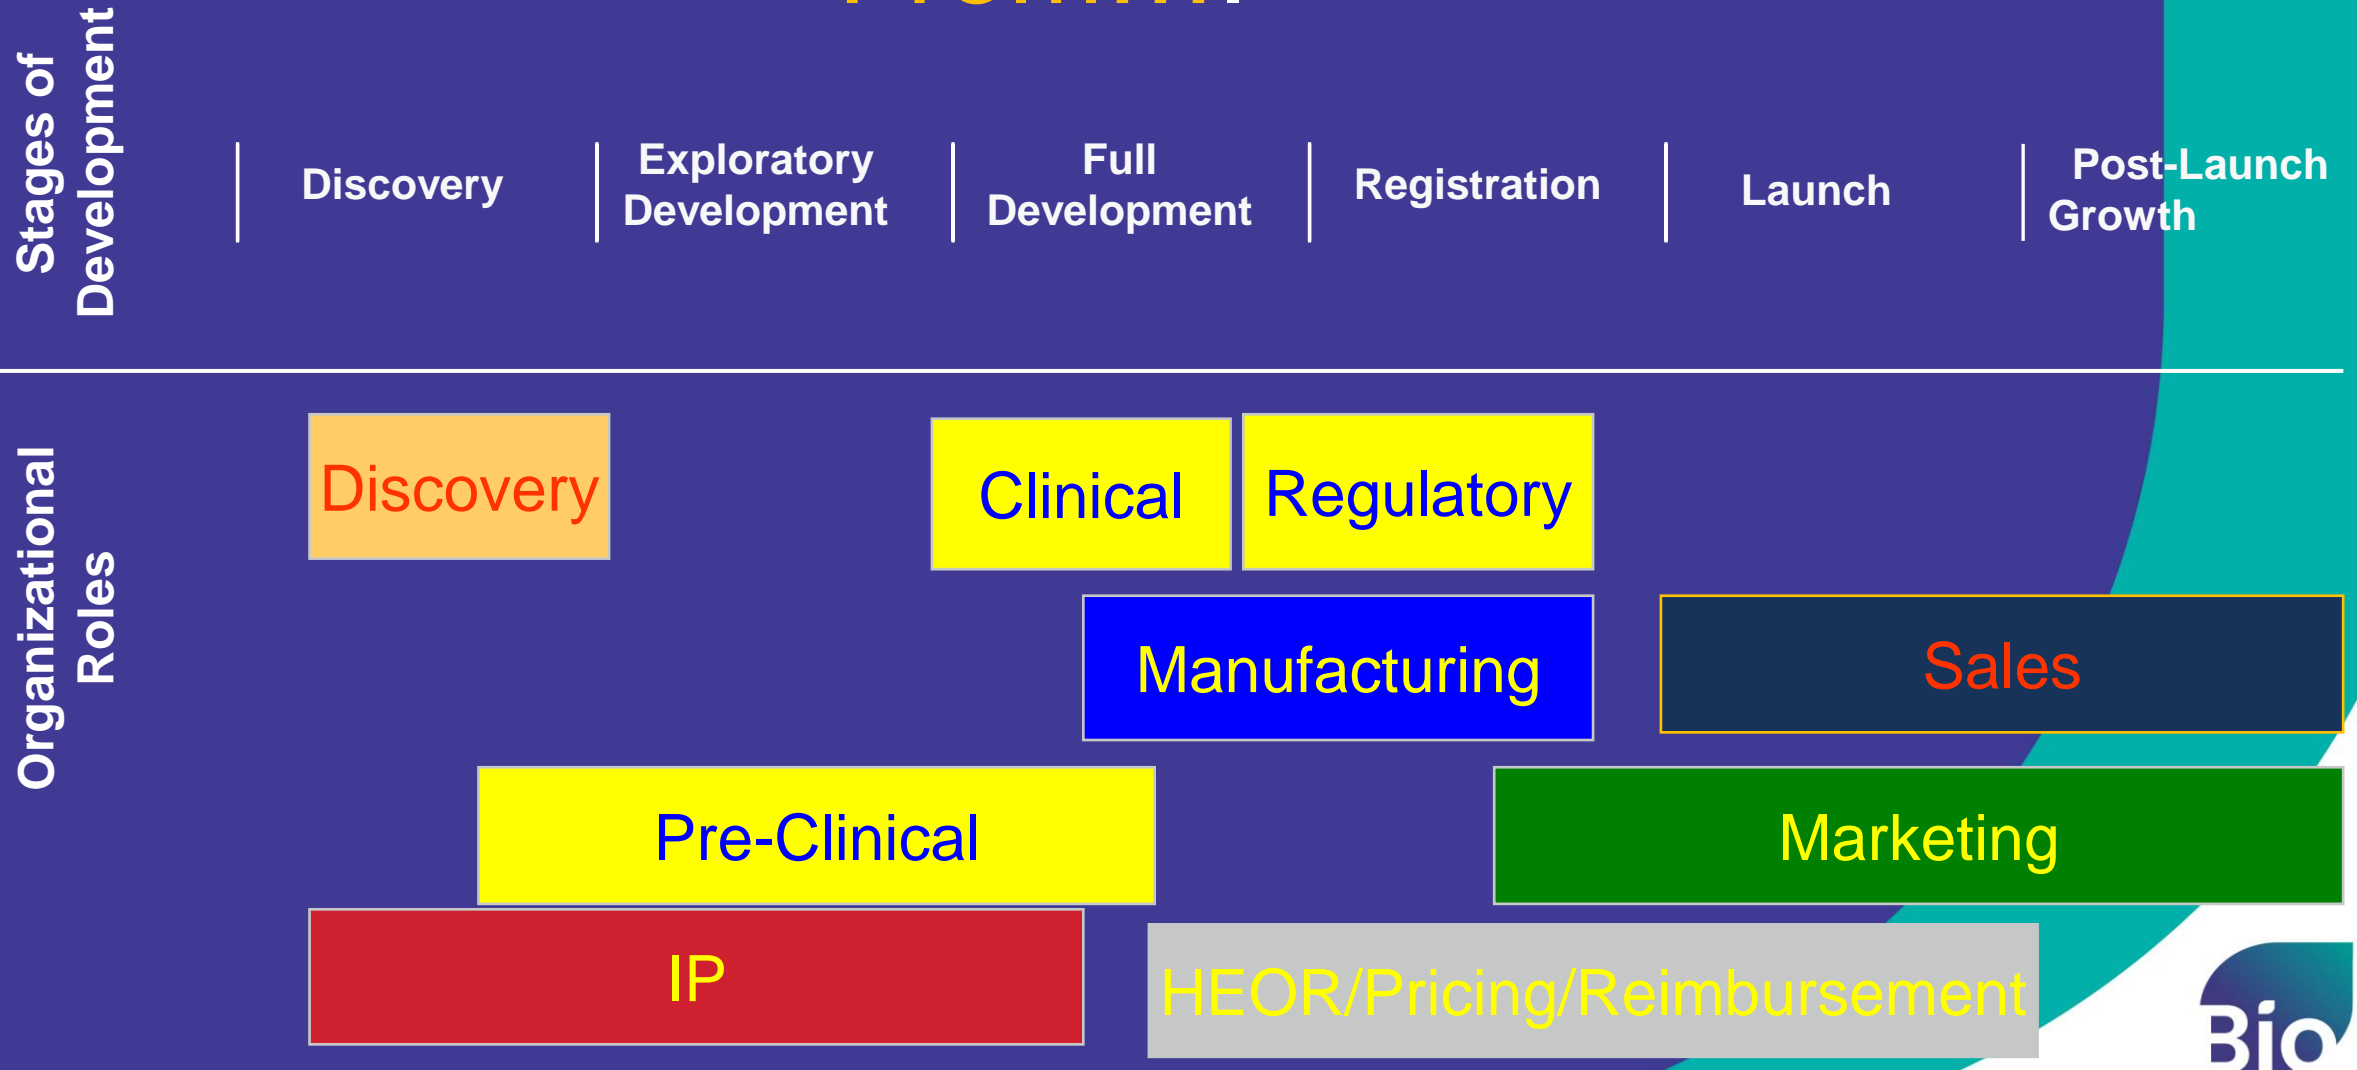 Stages of
Development
Discovery
Exploratory
Development
Full
Development
Registration
Launch
Post-Launch
Growth
Organizational
Roles
Discovery
Clinical
Regulatory
Manufacturing
Sales
Pre-Clinical
Marketing
IP
HEOR/Pricing/Reimbursement
Bio